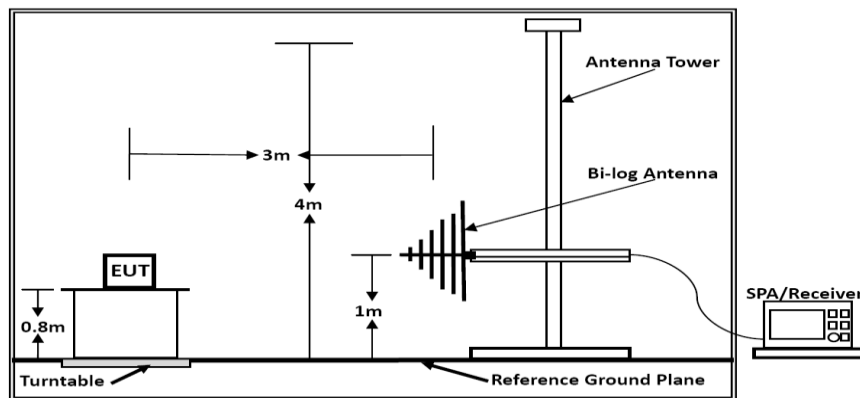 Antenna Tower
3m
Bi-log Antenna
4m
EUT
1m
0.8m
SPA/Receiver
Turntable
Reference Ground Plane